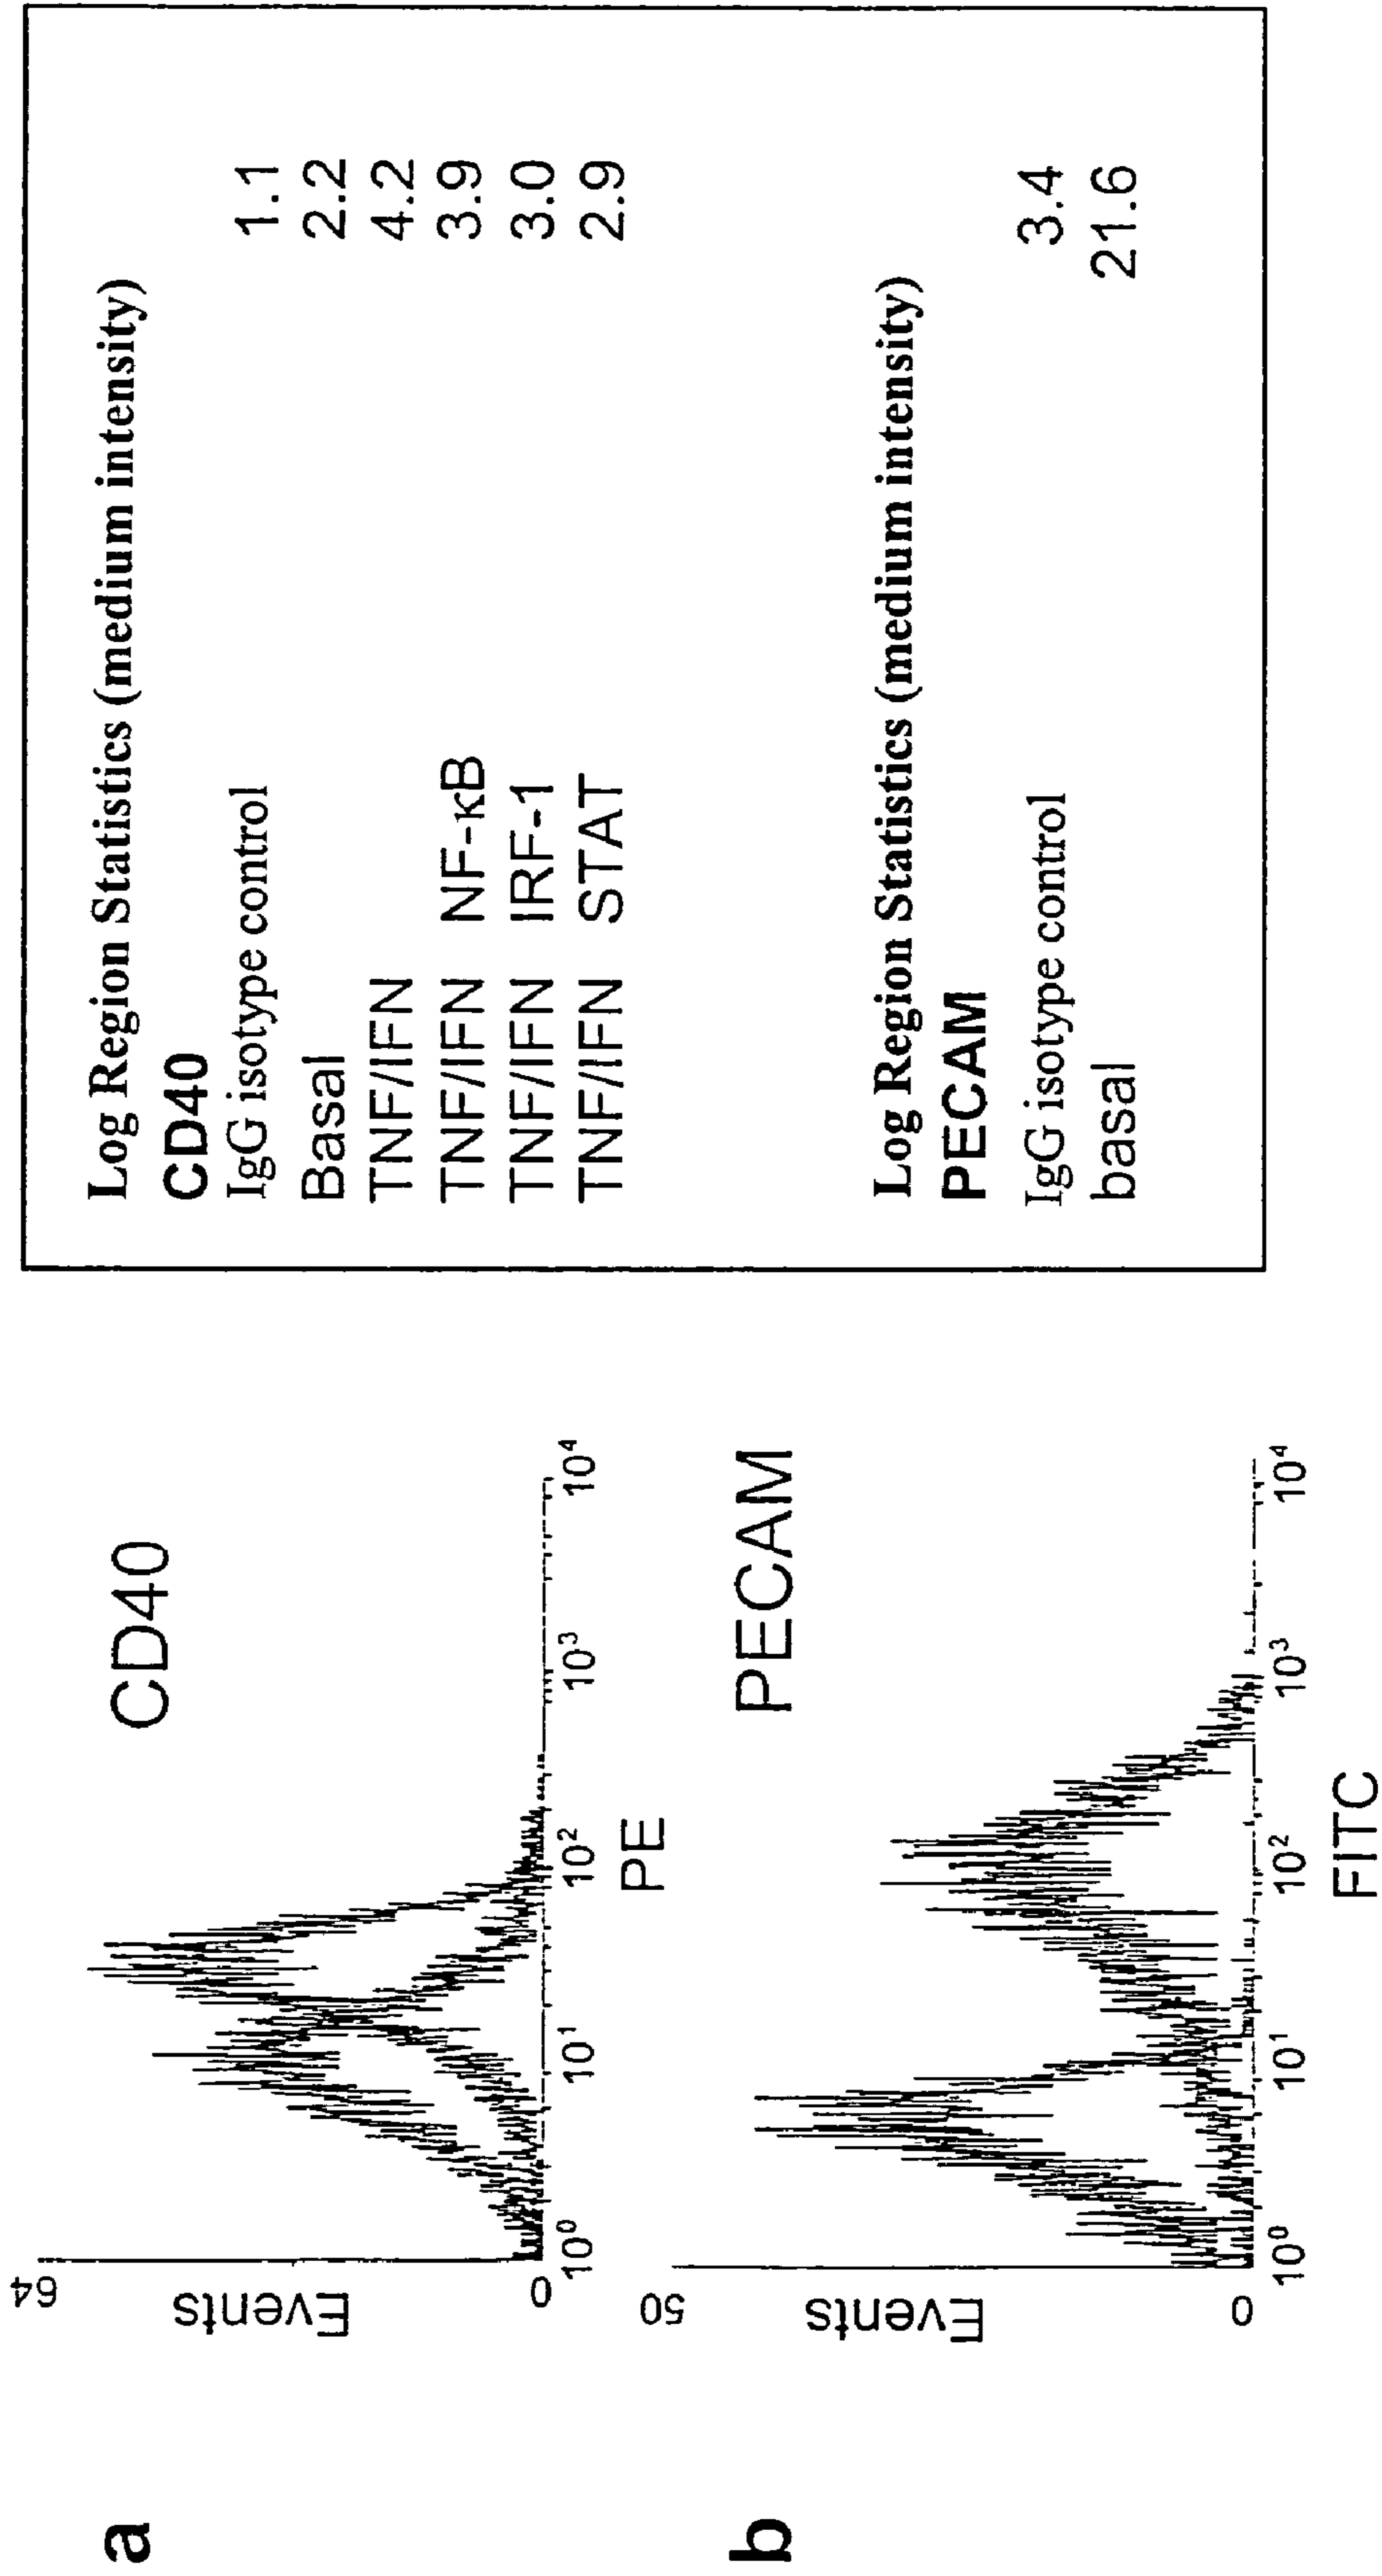 a
CD40
64
Events
0
10⁰ 10¹ 10² 10³ 10⁴
PE
b
PECAM
50
Events
0
10⁰ 10¹ 10² 10³ 10⁴
FITC
Log Region Statistics (medium intensity)
CD40
IgG isotype control 1.1
Basal 2.2
TNF/IFN 4.2
TNF/IFN NF-κB 3.9
TNF/IFN IRF-1 3.0
TNF/IFN STAT 2.9
Log Region Statistics (medium intensity)
PECAM
IgG isotype control 3.4
basal 21.6